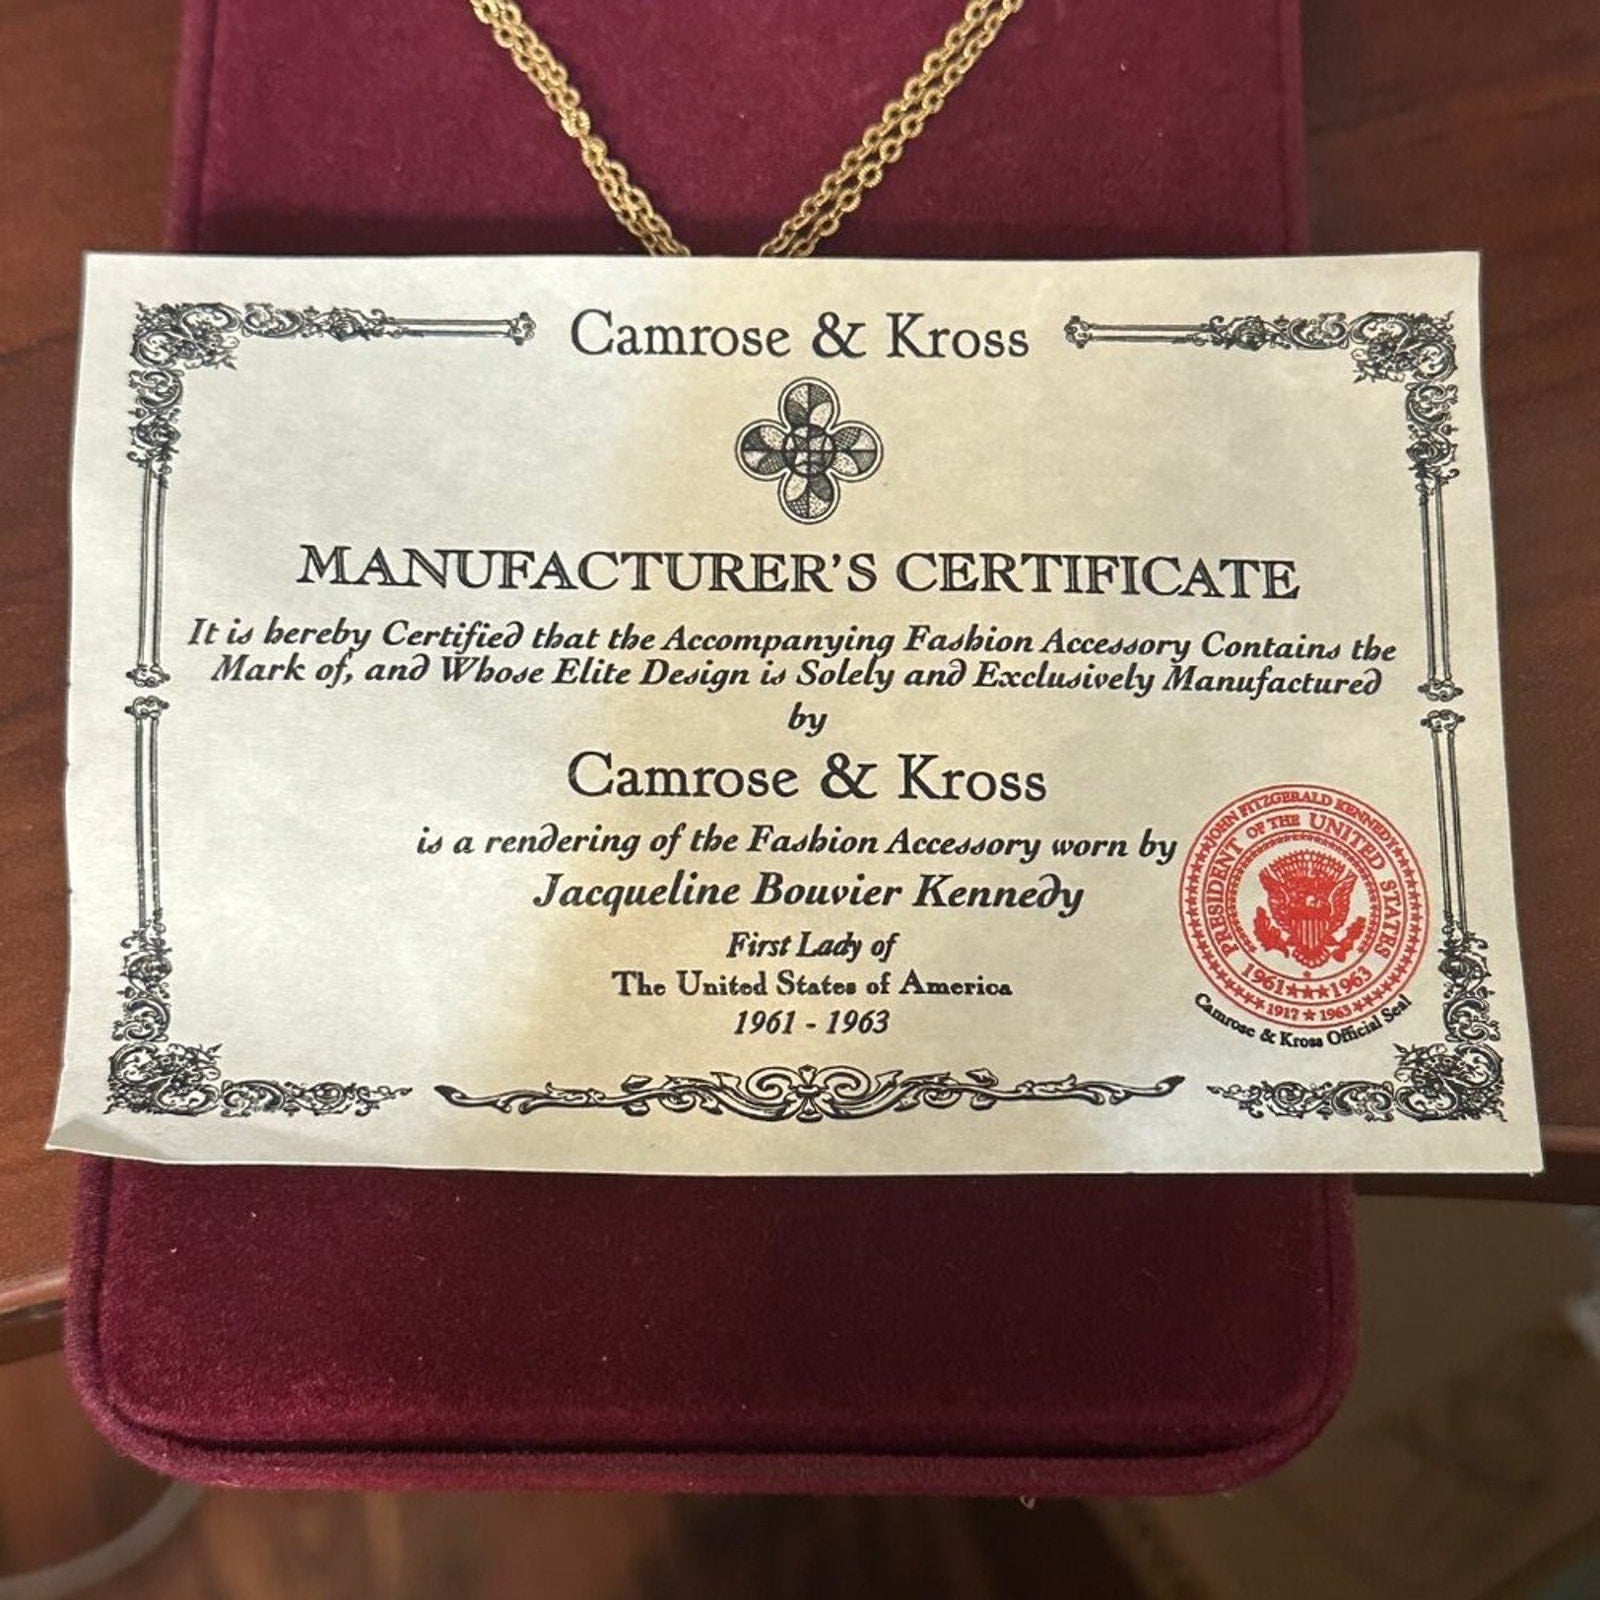 Camrose & Kross
MANUFACTURER'S CERTIFICATE
It is hereby Certified that the Accompanying Fashion Accessory Contains the
Mark of, and Whose Elite Design is Solely and Exclusively Manufactured
by
Camrose & Kross
is a rendering of the Fashion Accessory worn by
Jacqueline Bouvier Kennedy
First Lady of
The United States of America
1961 - 1963
JOHN FITZGERALD KENNEDY
PRESIDENT OF THE UNITED STATES
1961★★★1963
1917 ★ 1963
Camrose & Kross Official Seal